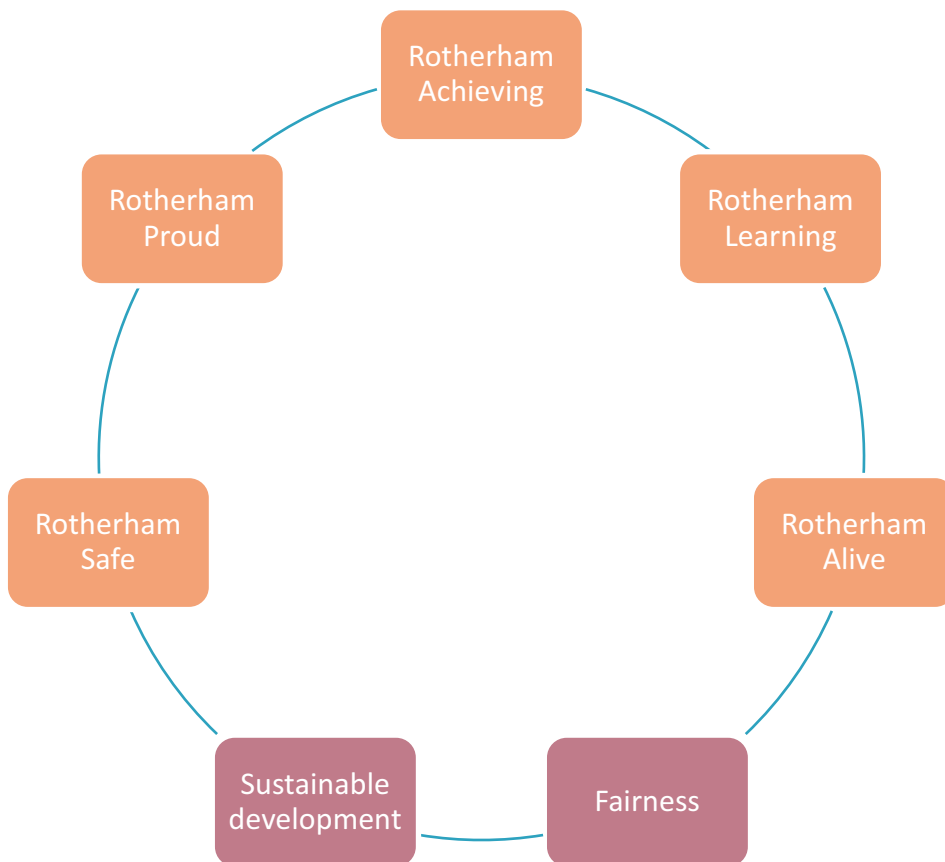 Rotherham
Achieving
Rotherham
Proud
Rotherham
Learning
Rotherham
Safe
Rotherham
Alive
Sustainable
development
Fairness